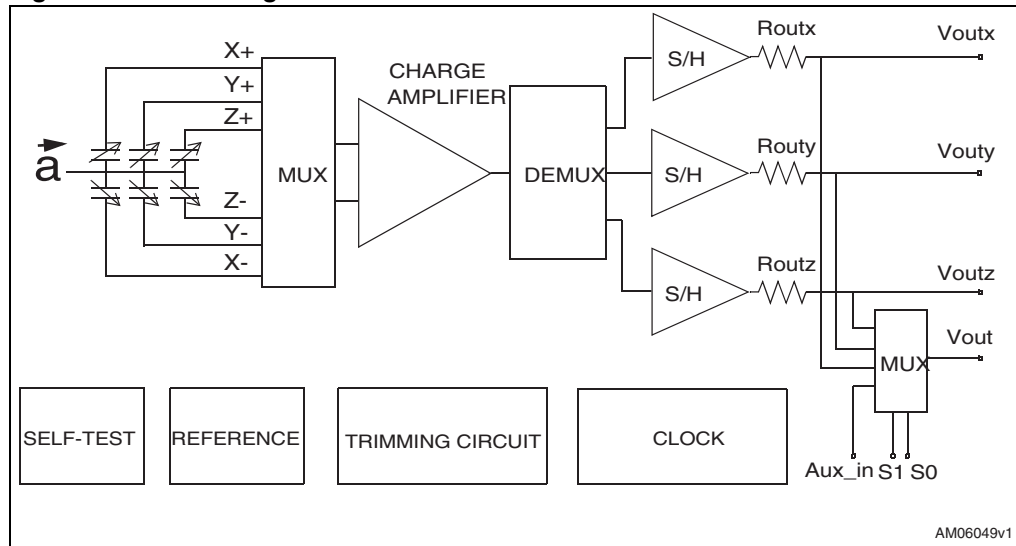 X+
Y+
Z+
a
Z-
Y-
X-
MUX
CHARGE
AMPLIFIER
DEMUX
S/H
Routx
Voutx
S/H
Routy
Vouty
S/H
Routz
Voutz
MUX
Vout
Aux_in S1 S0
SELF-TEST
REFERENCE
TRIMMING CIRCUIT
CLOCK
AM06049v1